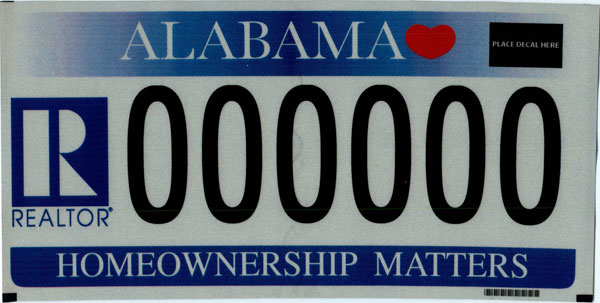 ALABAMA
PLACE DECAL HERE
R
000000
REALTOR®
HOMEOWNERSHIP MATTERS